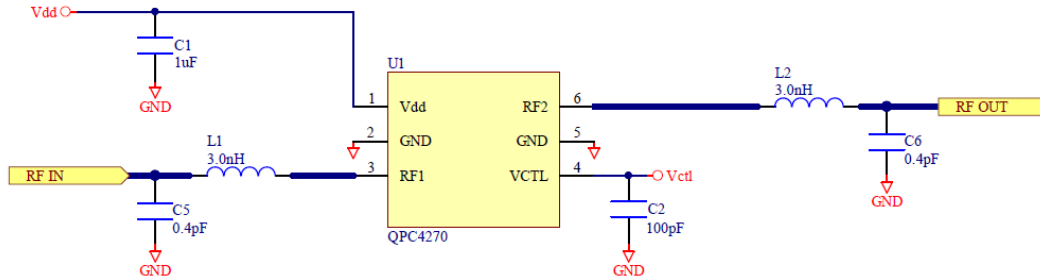 Vdd
C1
1uF
GND
U1
1
Vdd
2
GND
3
RF1
RF2
6
GND
5
VCTL
4
QPC4270
L2
3.0nH
RF OUT
C6
0.4pF
GND
L1
3.0nH
RF IN
C5
0.4pF
GND
Vctl
C2
100pF
GND